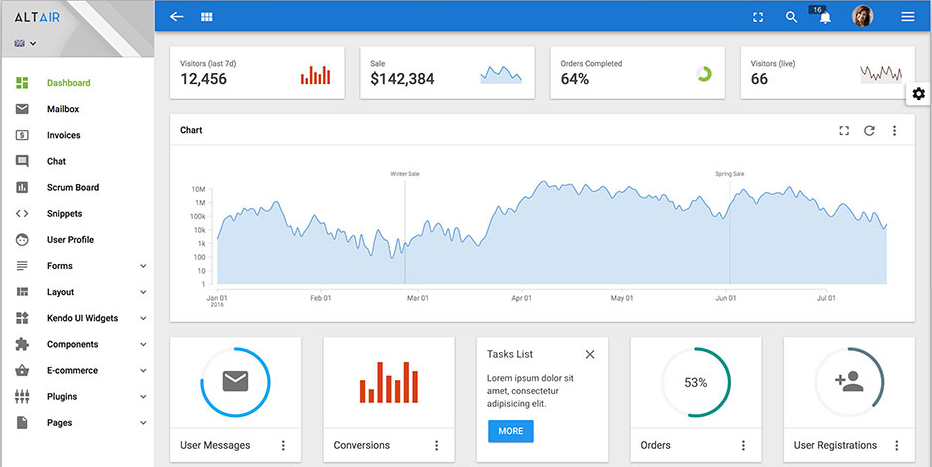 ALTAIR
16
Dashboard
Mailbox
Invoices
Chat
Scrum Board
Snippets
User Profile
Forms
Layout
Kendo UI Widgets
Components
E-commerce
Plugins
Pages
Visitors (last 7d)
12,456
Sale
$142,384
Orders Completed
64%
Visitors (live)
66
Chart
Winter Sale
Spring Sale
10M
1M
100k
10k
1k
100
10
1
Jan 01 Feb 01 Mar 01 Apr 01 May 01 Jun 01 Jul 01
2016
User Messages
Conversions
Tasks List
Lorem ipsum dolor sit
amet, consectetur
adipisicing elit.
MORE
53%
Orders
User Registrations